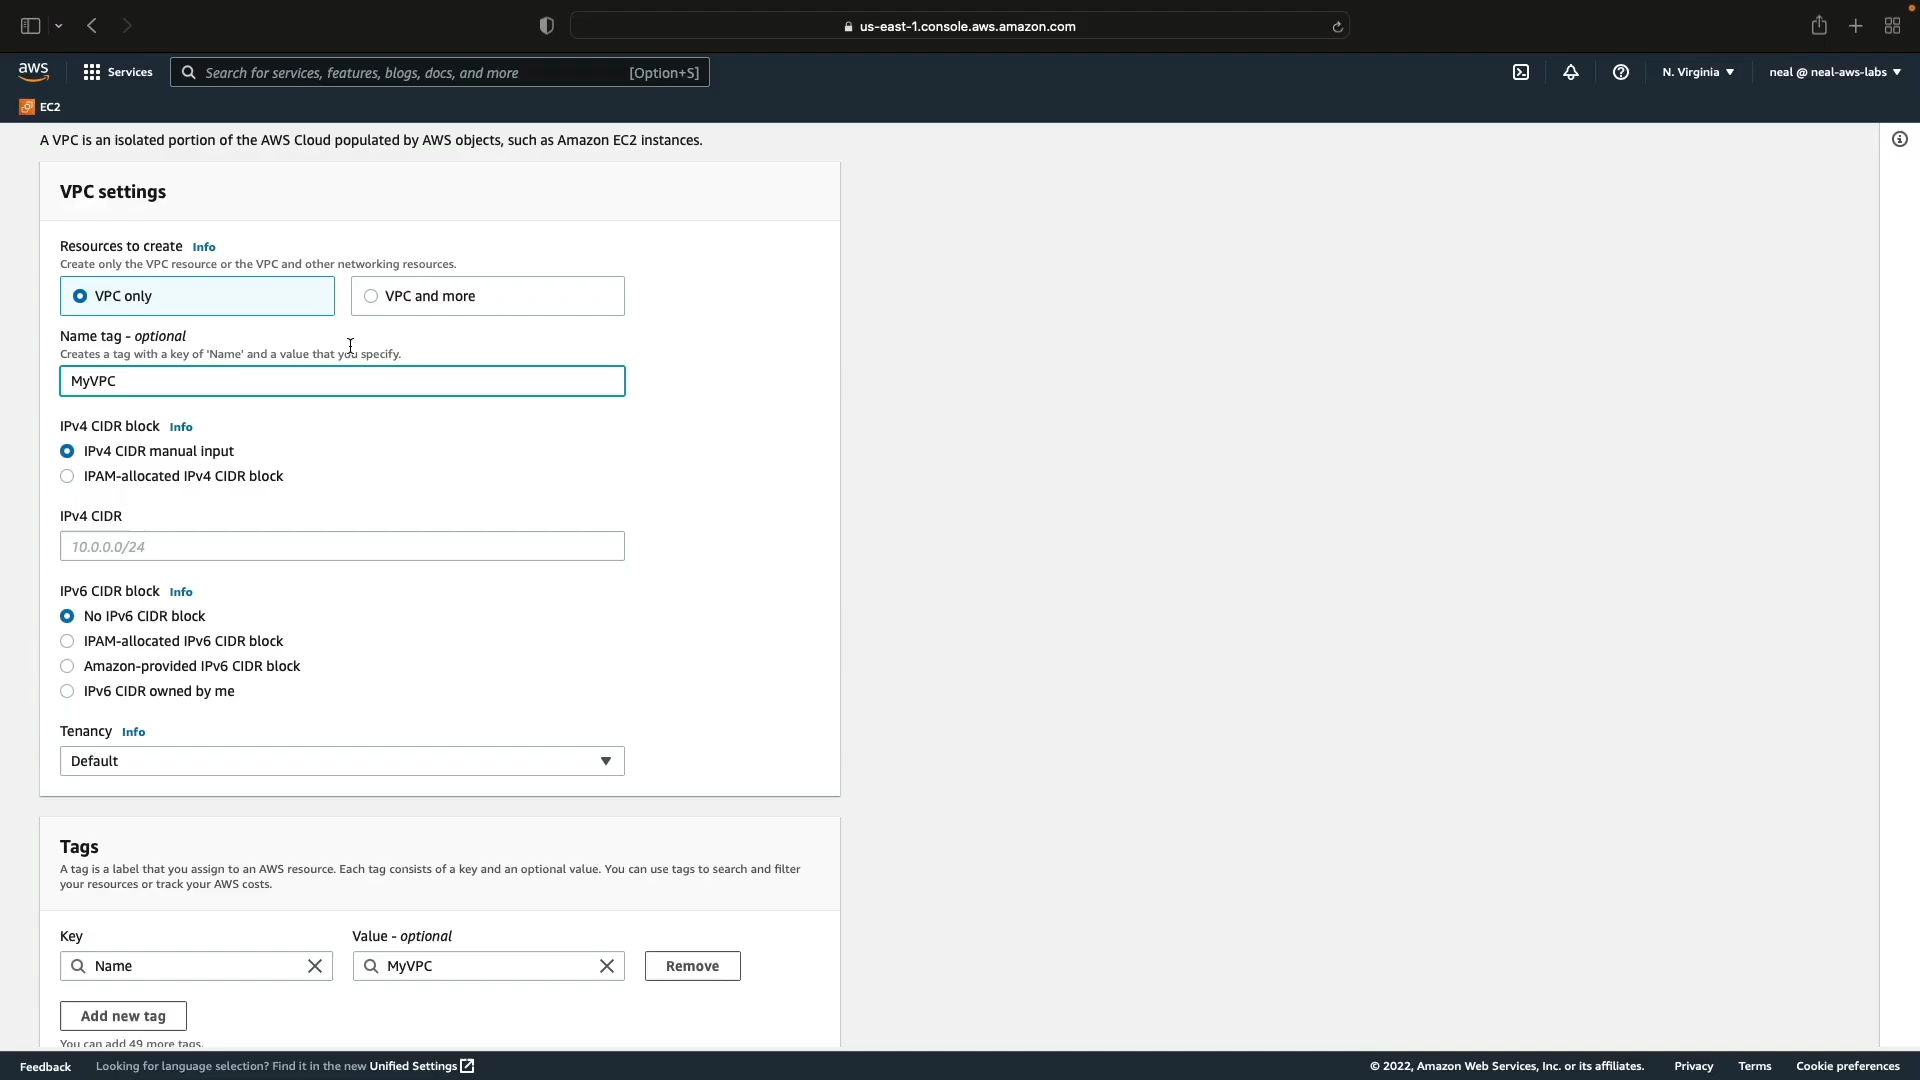 us-east-1.console.aws.amazon.com
aws
Services
Search for services, features, blogs, docs, and more
[Option+S]
N. Virginia
neal @ neal-aws-labs
EC2
A VPC is an isolated portion of the AWS Cloud populated by AWS objects, such as Amazon EC2 instances.
VPC settings
Resources to create Info
Create only the VPC resource or the VPC and other networking resources.
VPC only
VPC and more
Name tag - optional
Creates a tag with a key of 'Name' and a value that you specify.
MyVPC
IPv4 CIDR block Info
IPv4 CIDR manual input
IPAM-allocated IPv4 CIDR block
IPv4 CIDR
10.0.0.0/24
IPv6 CIDR block Info
No IPv6 CIDR block
IPAM-allocated IPv6 CIDR block
Amazon-provided IPv6 CIDR block
IPv6 CIDR owned by me
Tenancy Info
Default
Tags
A tag is a label that you assign to an AWS resource. Each tag consists of a key and an optional value. You can use tags to search and filter
your resources or track your AWS costs.
Key
Value - optional
Name
MyVPC
Remove
Add new tag
You can add 49 more tags.
Feedback
Looking for language selection? Find it in the new Unified Settings
© 2022, Amazon Web Services, Inc. or its affiliates.
Privacy
Terms
Cookie preferences